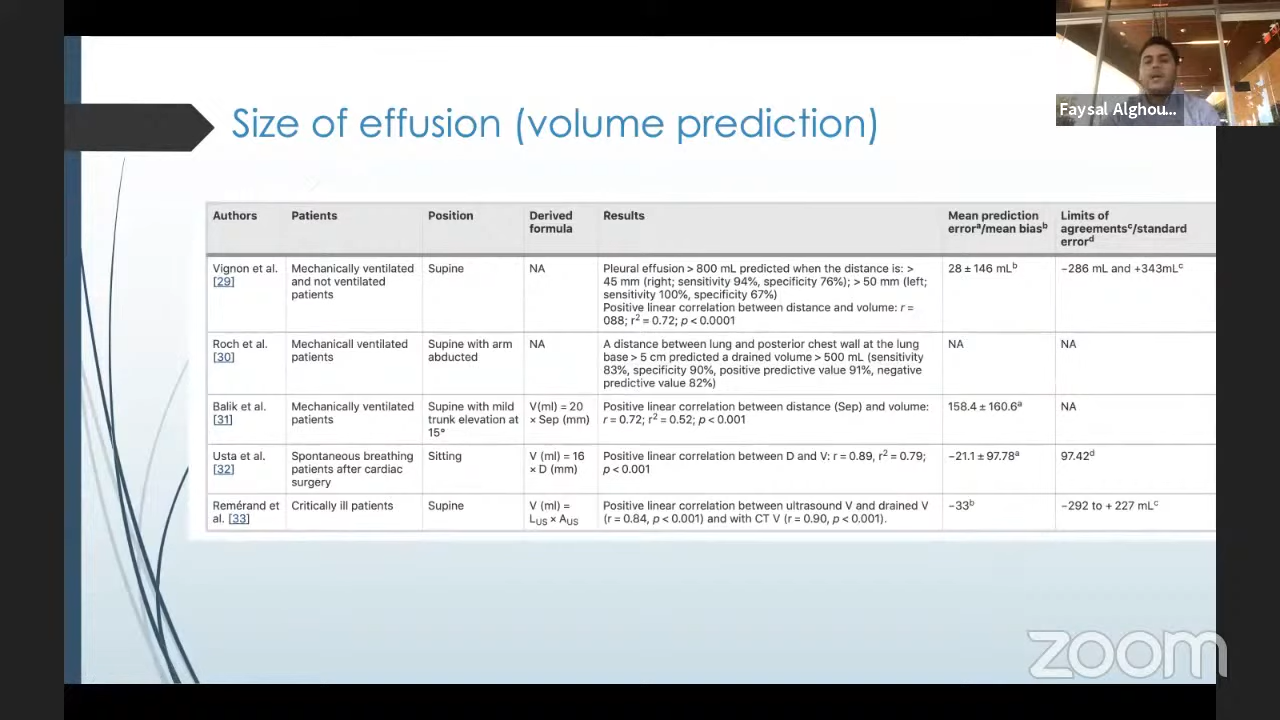 Faysal Alghou...
Size of effusion (volume prediction)
Authors
Patients
Position
Derived
formula
Results
Mean prediction
errorᵃ/mean biasᵇ
Limits of
agreementsᶜ/standard
errorᵈ
Vignon et al.
[29]
Mechanically ventilated
and not ventilated
patients
Supine
NA
Pleural effusion > 800 mL predicted when the distance is: >
45 mm (right; sensitivity 94%, specificity 76%); > 50 mm (left;
sensitivity 100%, specificity 67%)
Positive linear correlation between distance and volume: r =
088; r² = 0.72; p < 0.0001
28 ± 146 mLᵇ
−286 mL and +343mLᶜ
Roch et al.
[30]
Mechanicall ventilated
patients
Supine with arm
abducted
NA
A distance between lung and posterior chest wall at the lung
base > 5 cm predicted a drained volume > 500 mL (sensitivity
83%, specificity 90%, positive predictive value 91%, negative
predictive value 82%)
NA
NA
Balik et al.
[31]
Mechanically ventilated
patients
Supine with mild
trunk elevation at
15°
V(ml) = 20
× Sep (mm)
Positive linear correlation between distance (Sep) and volume:
r = 0.72; r² = 0.52; p < 0.001
158.4 ± 160.6ᵃ
NA
Usta et al.
[32]
Spontaneous breathing
patients after cardiac
surgery
Sitting
V (ml) = 16
× D (mm)
Positive linear correlation between D and V: r = 0.89, r² = 0.79;
p < 0.001
−21.1 ± 97.78ᵃ
97.42ᵈ
Remérand et
al. [33]
Critically ill patients
Supine
V (ml) =
L_US × A_US
Positive linear correlation between ultrasound V and drained V
(r = 0.84, p < 0.001) and with CT V (r = 0.90, p < 0.001).
−33ᵇ
−292 to + 227 mLᶜ
zoom